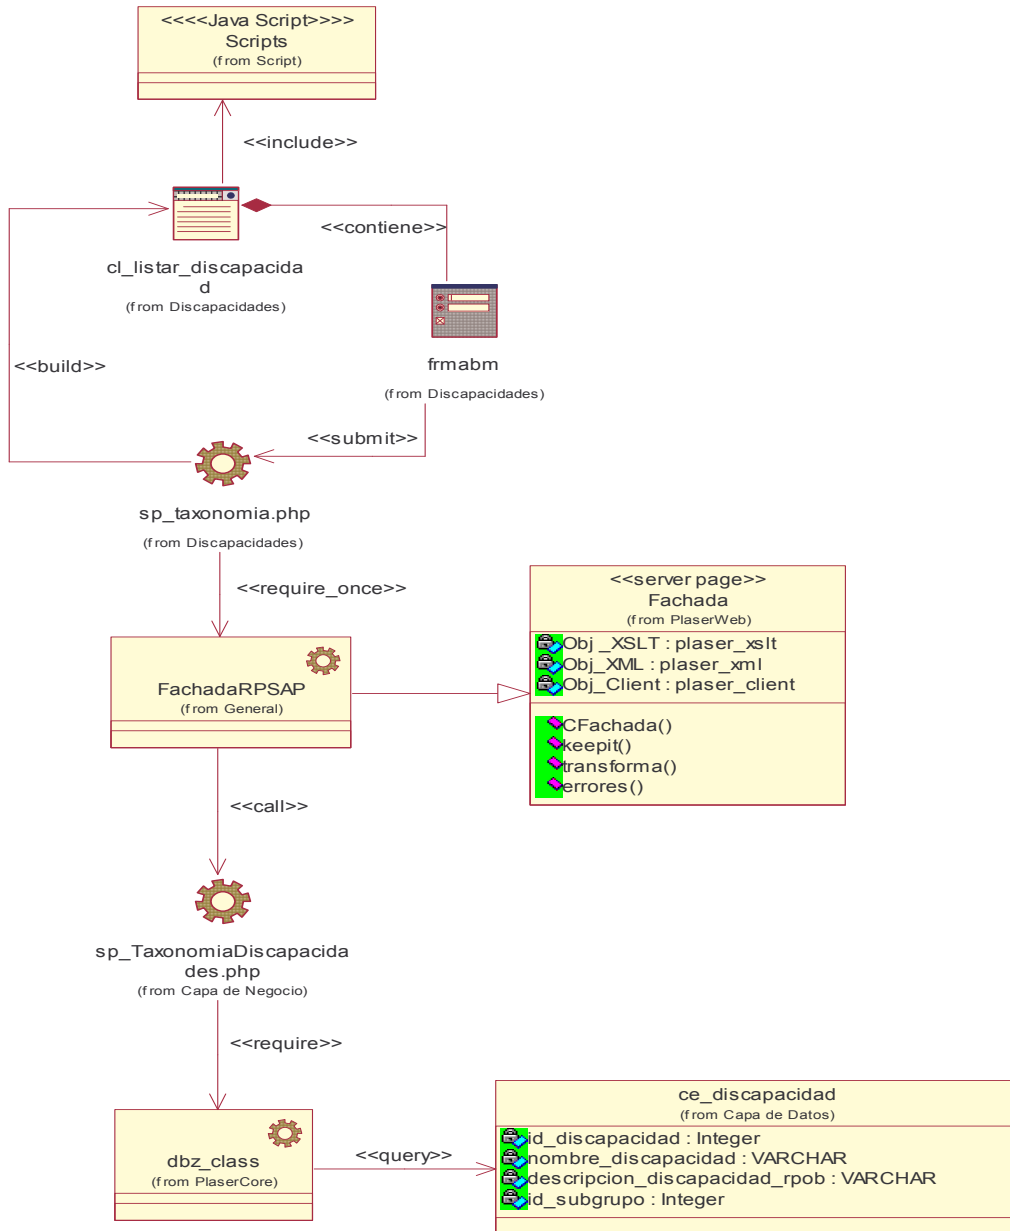 <<<<Java Script>>>>
Scripts
(from Script)
<<include>>
<<contiene>>
cl_listar_discapacida
d
(from Discapacidades)
<<build>>
frmabm
(from Discapacidades)
<<submit>>
sp_taxonomia.php
(from Discapacidades)
<<require_once>>
<<server page>>
Fachada
(from PlaserWeb)
Obj_XSLT : plaser_xslt
Obj_XML : plaser_xml
Obj_Client : plaser_client
CFachada()
keepit()
transforma()
errores()
FachadaRPSAP
(from General)
<<call>>
sp_TaxonomiaDiscapacida
des.php
(from Capa de Negocio)
<<require>>
dbz_class
(from PlaserCore)
<<query>>
ce_discapacidad
(from Capa de Datos)
id_discapacidad : Integer
nombre_discapacidad : VARCHAR
descripcion_discapacidad_rpob : VARCHAR
id_subgrupo : Integer